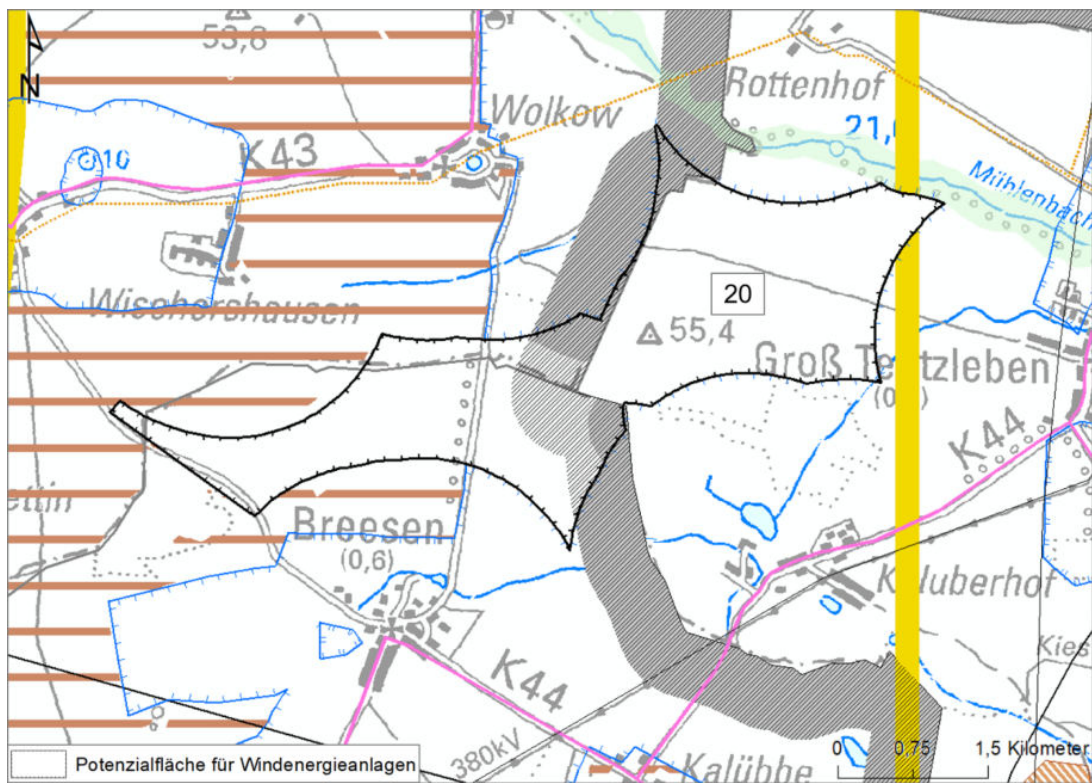 53,8
N
Wolkow
Rottenhof
K43
10
21,
Mühlenbach
Wischershausen
20
55,4
Groß Teetzleben
K44
Breesen
(0,6)
Kaluberhof
Kies
K44
380kV
Kalübbe
0 0,75 1,5 Kilometer
Potenzialfläche für Windenergieanlagen